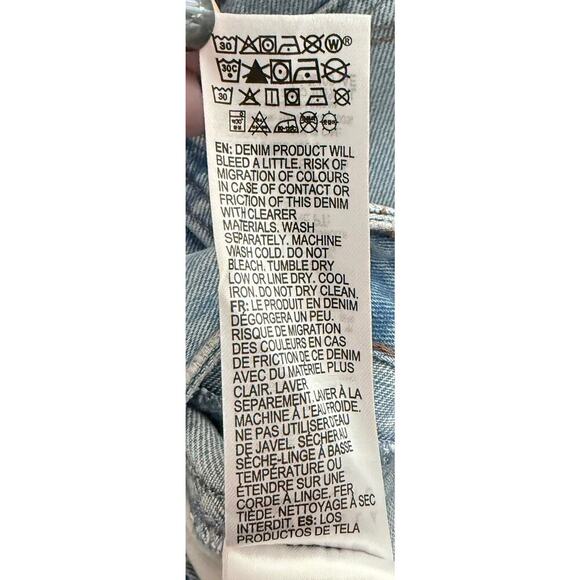 30 W®
30C
30
EN: DENIM PRODUCT WILL
BLEED A LITTLE. RISK OF
MIGRATION OF COLOURS
IN CASE OF CONTACT OR
FRICTION OF THIS DENIM
WITH CLEARER
MATERIALS. WASH
SEPARATELY. MACHINE
WASH COLD. DO NOT
BLEACH. TUMBLE DRY
LOW OR LINE DRY. COOL
IRON. DO NOT DRY CLEAN.
FR: LE PRODUIT EN DENIM
DÉGORGERA UN PEU.
RISQUE DE MIGRATION
DES COULEURS EN CAS
DE FRICTION DE CE DENIM
AVEC DU MATÉRIEL PLUS
CLAIR. LAVER
SEPAREMENT. LAVER À LA
MACHINE À L'EAU FROIDE.
NE PAS UTILISER D'EAU
DE JAVEL. SÉCHER AU
SÈCHE-LINGE À BASSE
TEMPÉRATURE OU
ÉTENDRE SUR UNE
CORDE À LINGE. FER
TIÈDE. NETTOYAGE À SEC
INTERDIT. ES: LOS
PRODUCTOS DE TELA